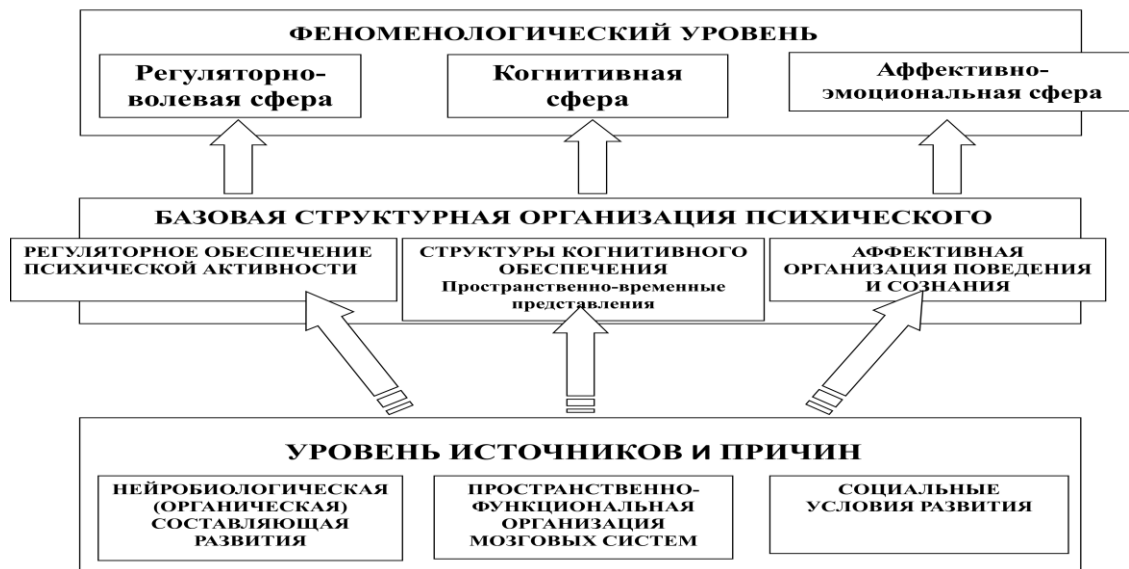 ФЕНОМЕНОЛОГИЧЕСКИЙ УРОВЕНЬ
Регуляторно-
волевая сфера
Когнитивная
сфера
Аффективно-
эмоциональная сфера
БАЗОВАЯ СТРУКТУРНАЯ ОРГАНИЗАЦИЯ ПСИХИЧЕСКОГО
РЕГУЛЯТОРНОЕ ОБЕСПЕЧЕНИЕ
ПСИХИЧЕСКОЙ АКТИВНОСТИ
СТРУКТУРЫ КОГНИТИВНОГО
ОБЕСПЕЧЕНИЯ
Пространственно-временные
представления
АФФЕКТИВНАЯ
ОРГАНИЗАЦИЯ ПОВЕДЕНИЯ
И СОЗНАНИЯ
УРОВЕНЬ ИСТОЧНИКОВ И ПРИЧИН
НЕЙРОБИОЛОГИЧЕСКАЯ
(ОРГАНИЧЕСКАЯ)
СОСТАВЛЯЮЩАЯ
РАЗВИТИЯ
ПРОСТРАНСТВЕННО-
ФУНКЦИОНАЛЬНАЯ
ОРГАНИЗАЦИЯ
МОЗГОВЫХ СИСТЕМ
СОЦИАЛЬНЫЕ
УСЛОВИЯ РАЗВИТИЯ